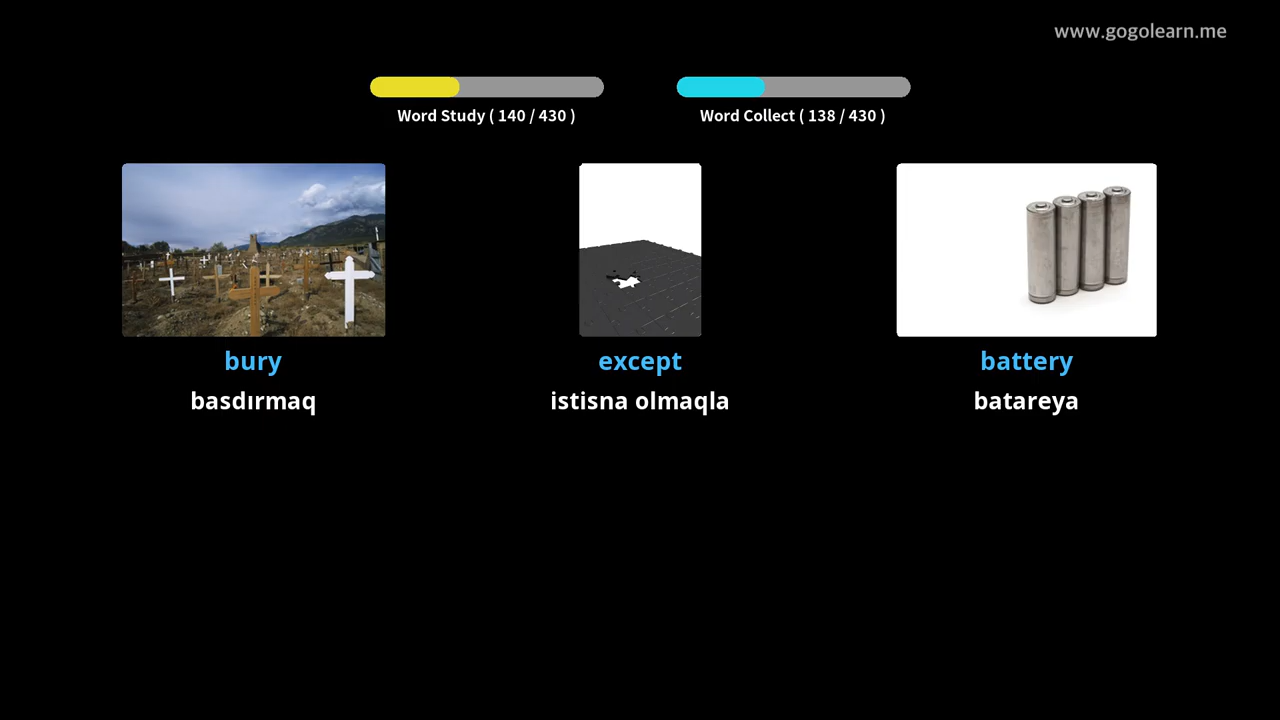 www.gogolearn.me
Word Study ( 140 / 430 )
Word Collect ( 138 / 430 )
bury
except
battery
basdırmaq
istisna olmaqla
batareya